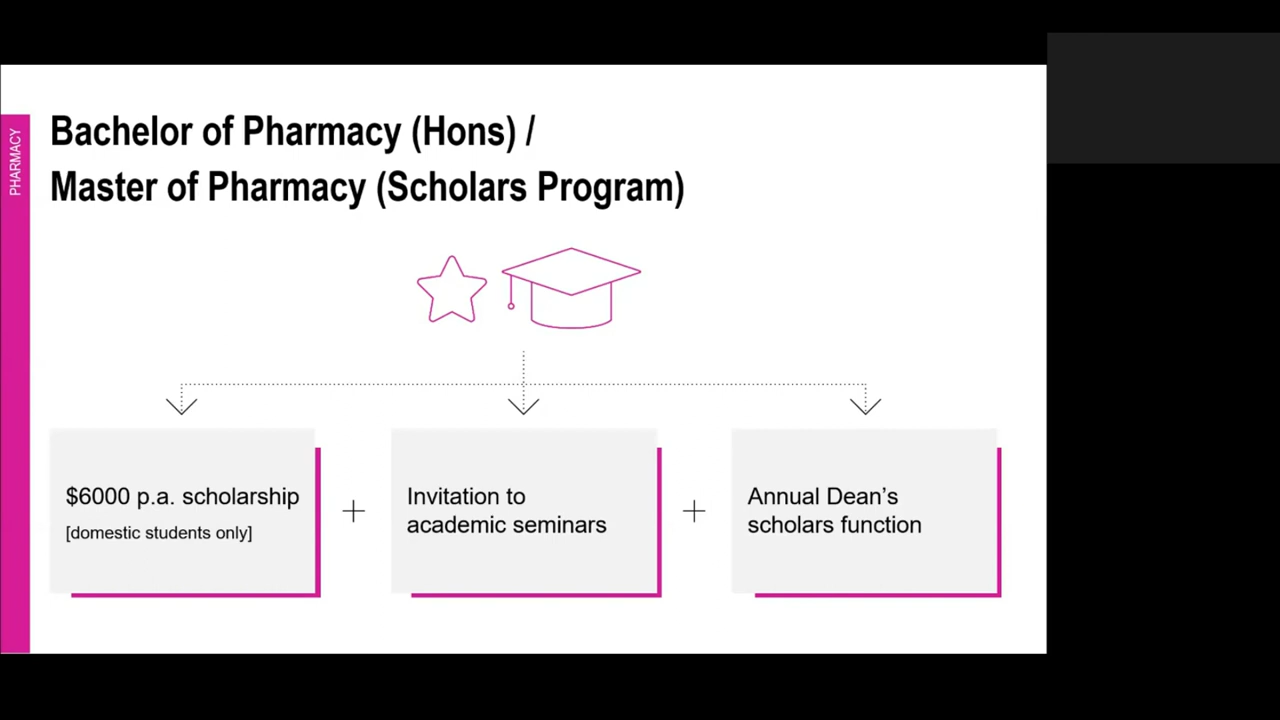 PHARMACY
Bachelor of Pharmacy (Hons) /
Master of Pharmacy (Scholars Program)
$6000 p.a. scholarship
[domestic students only]
+
Invitation to
academic seminars
+
Annual Dean’s
scholars function